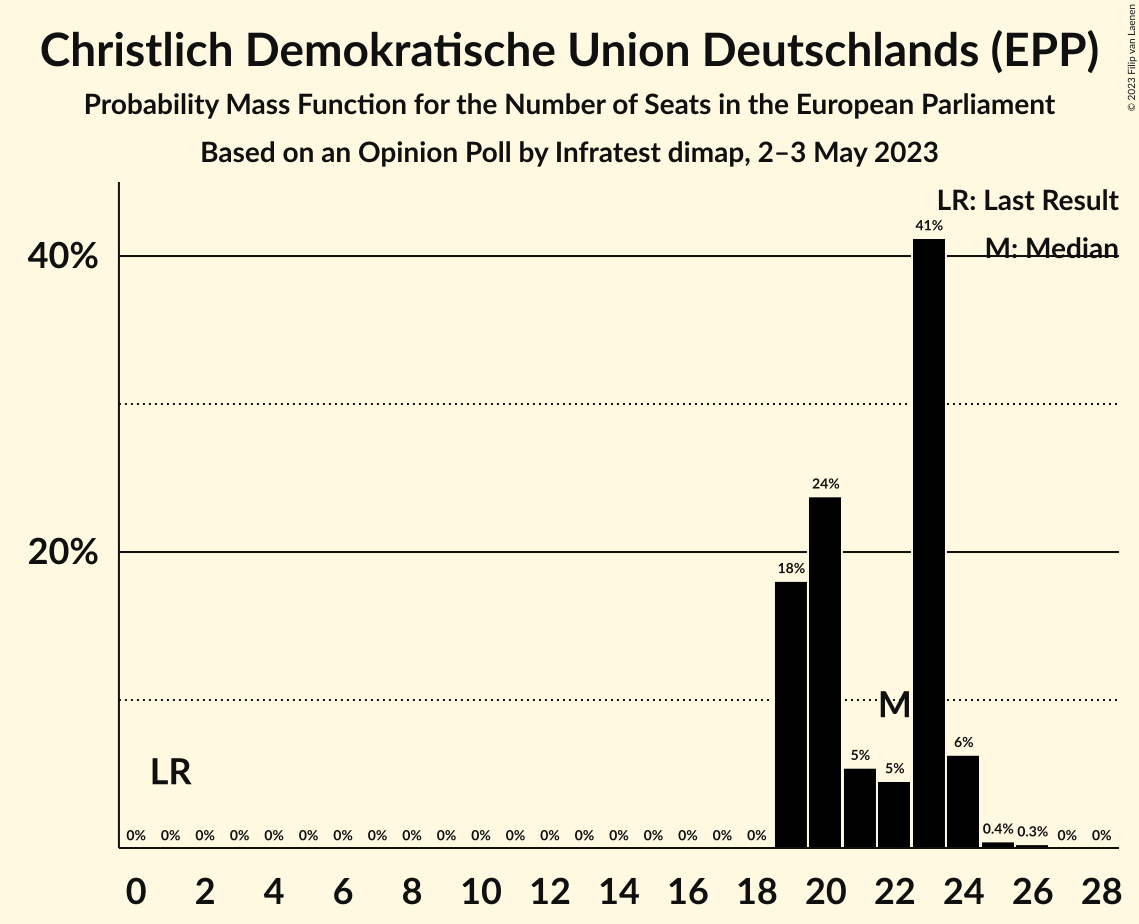 Christlich Demokratische Union Deutschlands (EPP)
Probability Mass Function for the Number of Seats in the European Parliament
Based on an Opinion Poll by Infratest dimap, 2–3 May 2023
© 2023 Filip van Laenen
LR: Last Result
M: Median
40%
20%
41%
24%
18%
M
6%
5%
5%
LR
0% 0% 0% 0% 0% 0% 0% 0% 0% 0% 0% 0% 0% 0% 0% 0% 0% 0% 0% 0.4% 0.3% 0% 0%
0 2 4 6 8 10 12 14 16 18 20 22 24 26 28